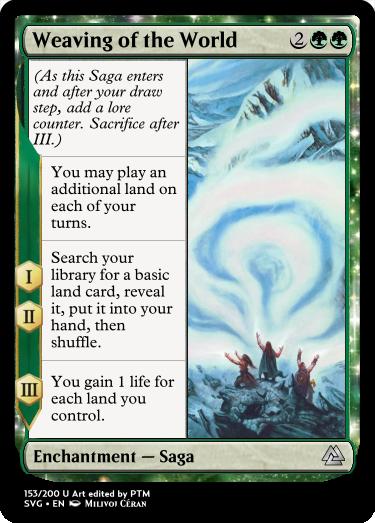 Weaving of the World 2
(As this Saga enters
and after your draw
step, add a lore
counter. Sacrifice after
III.)
You may play an
additional land on
each of your
turns.
I
II
Search your
library for a basic
land card, reveal
it, put it into your
hand, then
shuffle.
III
You gain 1 life for
each land you
control.
Enchantment — Saga
153/200 U Art edited by PTM
SVG • EN Milivoj Ćeran